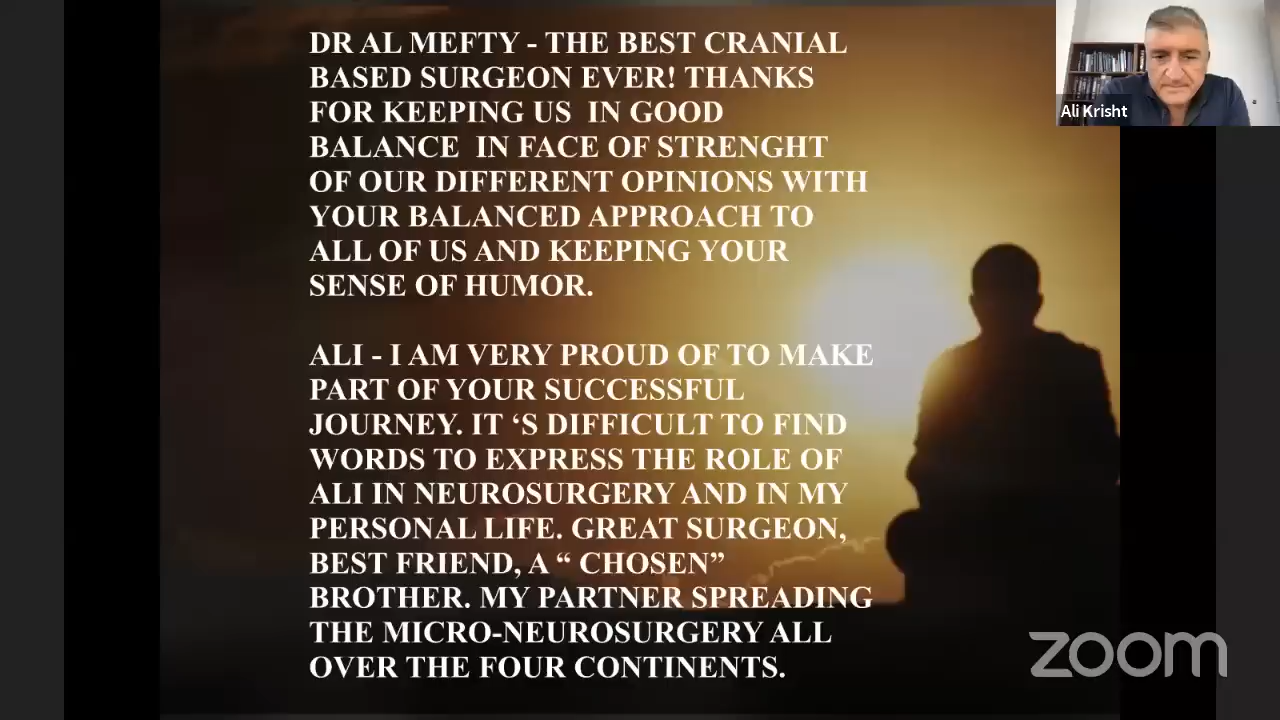 DR AL MEFTY - THE BEST CRANIAL
BASED SURGEON EVER! THANKS
FOR KEEPING US IN GOOD
BALANCE IN FACE OF STRENGHT
OF OUR DIFFERENT OPINIONS WITH
YOUR BALANCED APPROACH TO
ALL OF US AND KEEPING YOUR
SENSE OF HUMOR.
ALI - I AM VERY PROUD OF TO MAKE
PART OF YOUR SUCCESSFUL
JOURNEY. IT ‘S DIFFICULT TO FIND
WORDS TO EXPRESS THE ROLE OF
ALI IN NEUROSURGERY AND IN MY
PERSONAL LIFE. GREAT SURGEON,
BEST FRIEND, A “ CHOSEN”
BROTHER. MY PARTNER SPREADING
THE MICRO-NEUROSURGERY ALL
OVER THE FOUR CONTINENTS.
Ali Krisht
zoom